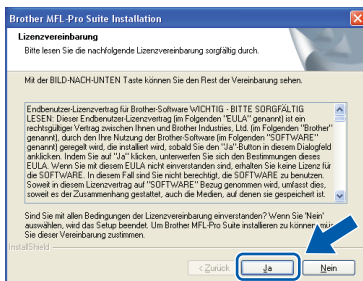 Brother MFL-Pro Suite Installation
Lizenzvereinbarung
Bitte lesen Sie die nachfolgende Lizenzvereinbarung sorgfältig durch.
Mit der BILD-NACH-UNTEN Taste können Sie den Rest der Vereinbarung sehen.
Endbenutzer-Lizenzvertrag für Brother-Software WICHTIG - BITTE SORGFÄLTIG
LESEN: Dieser Endbenutzer-Lizenzvertrag (im Folgenden "EULA" genannt) ist ein
rechtsgültiger Vertrag zwischen Ihnen und Brother Industries, Ltd. (im Folgenden "Brother"
genannt), durch den Ihre Nutzung der Brother-Software (im Folgenden "SOFTWARE"
genannt) geregelt wird, die installiert wird, sobald Sie den "Ja"-Button in diesem Dialogfeld
anklicken. Indem Sie auf "Ja" klicken, unterwerfen Sie sich den Bestimmungen dieses
EULA. Wenn Sie mit diesem EULA nicht einverstanden sind, erhalten Sie keine Lizenz für
die SOFTWARE. In diesem Fall sind Sie nicht berechtigt, die SOFTWARE zu benutzen.
Soweit in diesem Lizenzvertrag auf "SOFTWARE" Bezug genommen wird, umfasst dies,
soweit es der Zusammenhang gestattet, auch die Medien, auf denen sie gespeichert ist.
Sind Sie mit allen Bedingungen der Lizenzvereinbarung einverstanden? Wenn Sie 'Nein'
auswählen, wird das Setup beendet. Um Brother MFL-Pro Suite installieren zu können,
Sie dieser Vereinbarung zustimmen.
InstallShield
< Zurück
Ja
Nein